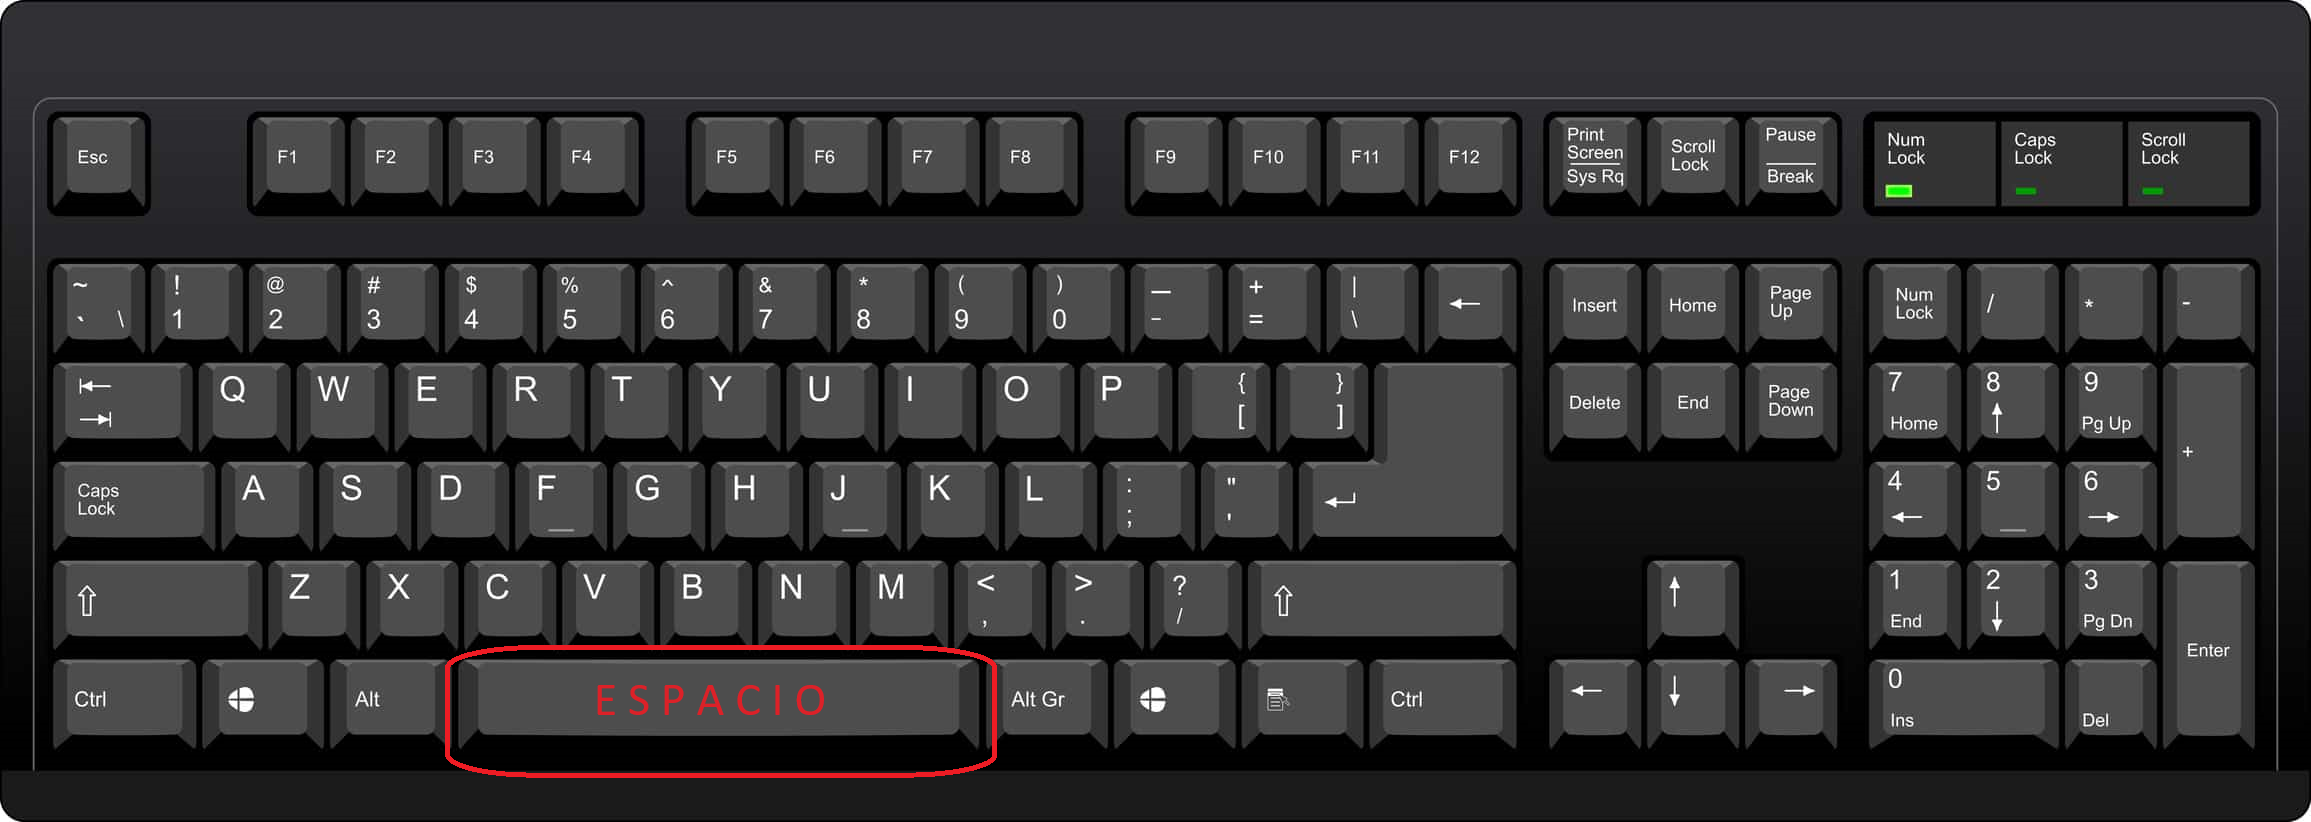 Esc F1 F2 F3 F4 F5 F6 F7 F8 F9 F10 F11 F12 Print Screen Sys Rq Scroll Lock Pause Break Num Lock Caps Lock Scroll Lock
~ ` \ ! 1 @ 2 # 3 $ 4 % 5 ^ 6 & 7 * 8 ( 9 ) 0 — - + = | \ ← Insert Home Page Up Num Lock / * -
Q W E R T Y U I O P { [ } ] Delete End Page Down 7 Home 8 ↑ 9 Pg Up +
Caps Lock A S D F G H J K L : ; " ' ↵ 4 ← 5 6 →
⇧ Z X C V B N M < , > . ? / ⇧ ↑ 1 End 2 ↓ 3 Pg Dn Enter
Ctrl Alt ESPACIO Alt Gr Ctrl ← ↓ → 0 Ins Del